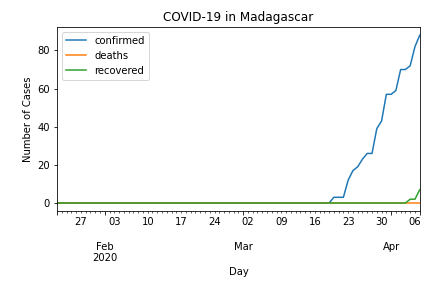 COVID-19 in Madagascar
confirmed
deaths
recovered
Number of Cases
80
60
40
20
0
27 03 10 17 24 02 09 16 23 30 06
Feb Mar Apr
2020
Day